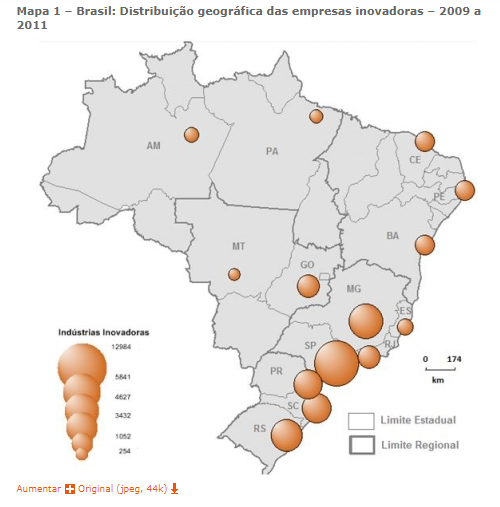 Mapa 1 – Brasil: Distribuição geográfica das empresas inovadoras – 2009 a
2011
AM
PA
CE
PE
BA
MT
GO
MG
ES
SP
RJ
PR
SC
RS
Indústrias Inovadoras
12984
5841
4627
3432
1052
254
0 174
km
Limite Estadual
Limite Regional
Aumentar Original (jpeg, 44k)